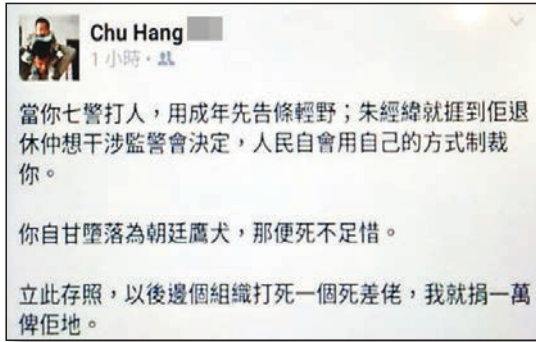 Chu Hang
1 小時
當你七警打人，用成年先告條輕野；朱經緯就捱到佢退
休仲想干涉監警會決定，人民自會用自己的方式制裁
你。
你自甘墮落為朝廷鷹犬，那便死不足惜。
立此存照，以後邊個組織打死一個死差佬，我就捐一萬
俾佢地。